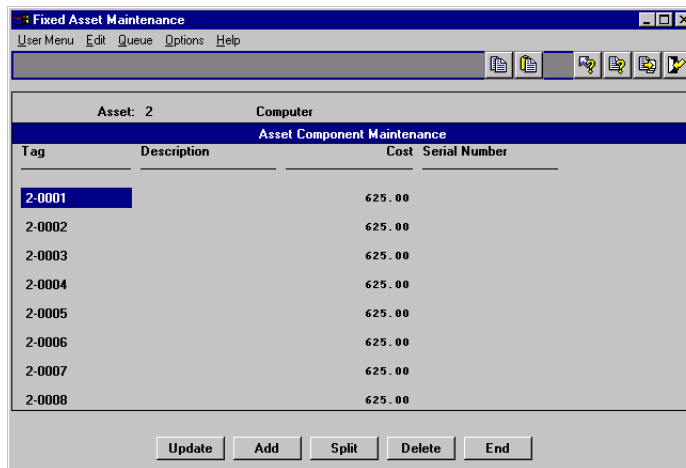 Fixed Asset Maintenance
User Menu Edit Queue Options Help
Asset: 2 Computer
Asset Component Maintenance
Tag Description Cost Serial Number
2-0001 625.00
2-0002 625.00
2-0003 625.00
2-0004 625.00
2-0005 625.00
2-0006 625.00
2-0007 625.00
2-0008 625.00
Update Add Split Delete End